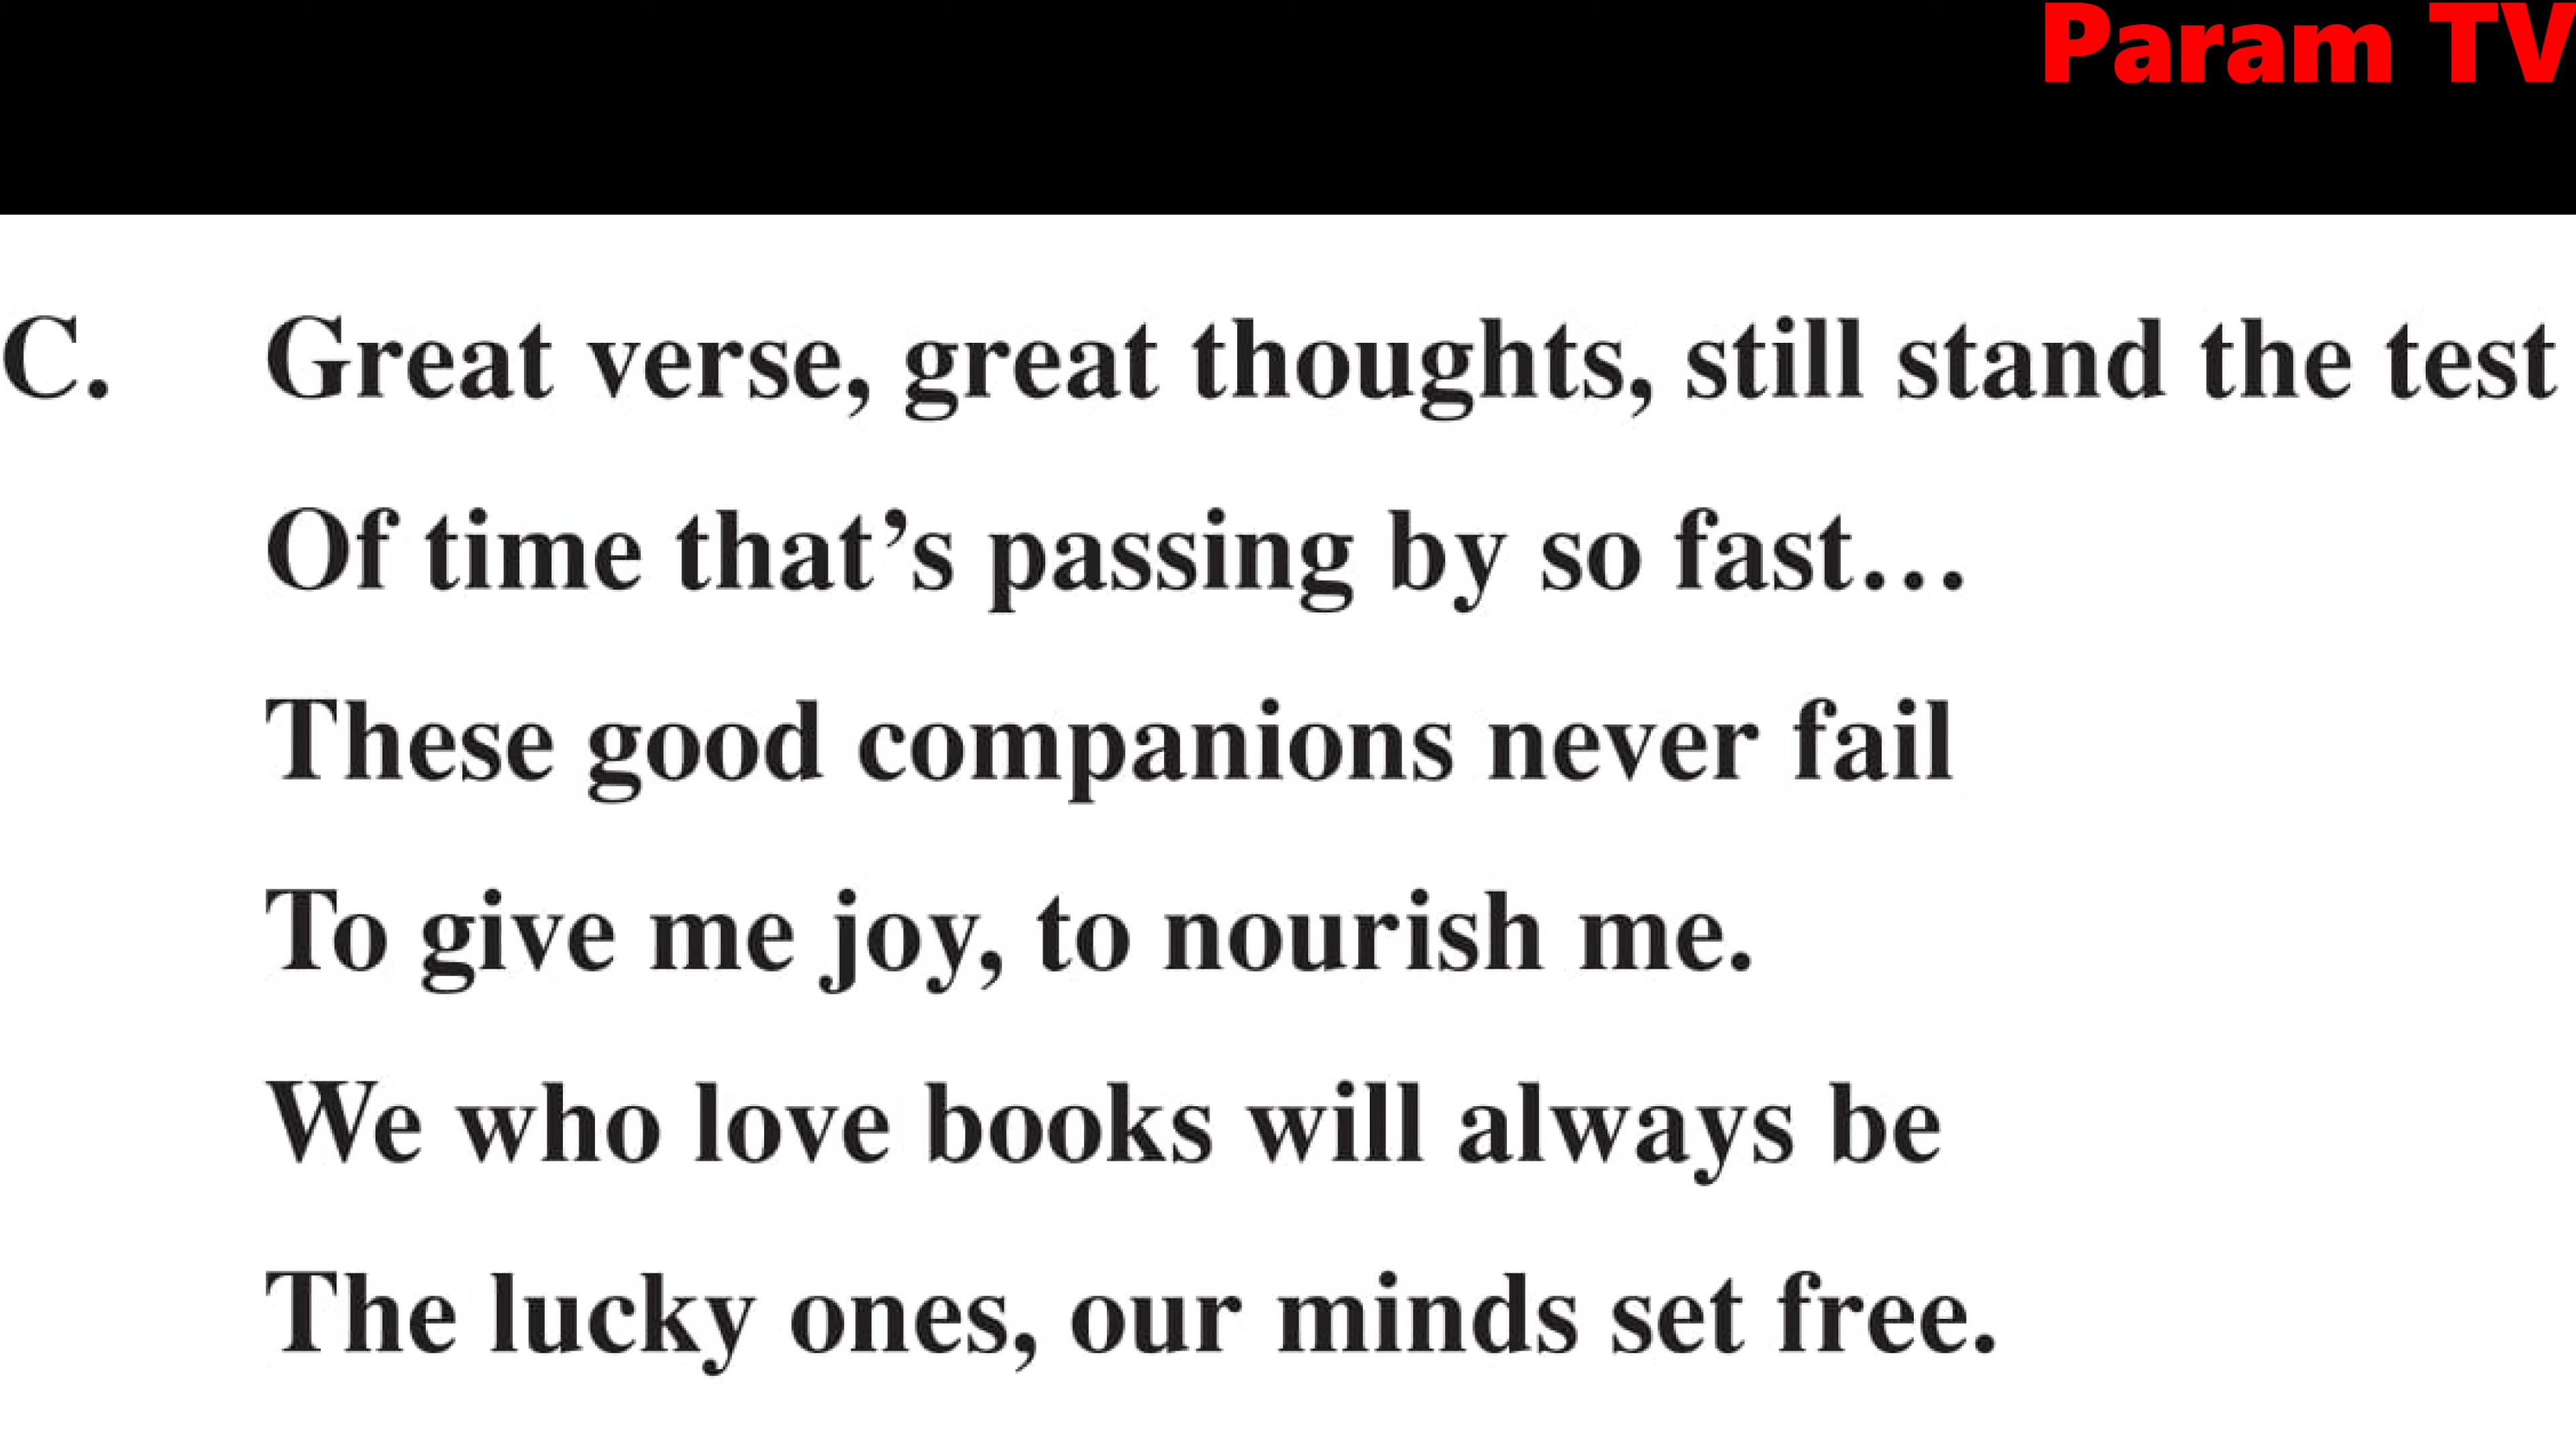 Param TV
C. Great verse, great thoughts, still stand the test
Of time that’s passing by so fast…
These good companions never fail
To give me joy, to nourish me.
We who love books will always be
The lucky ones, our minds set free.